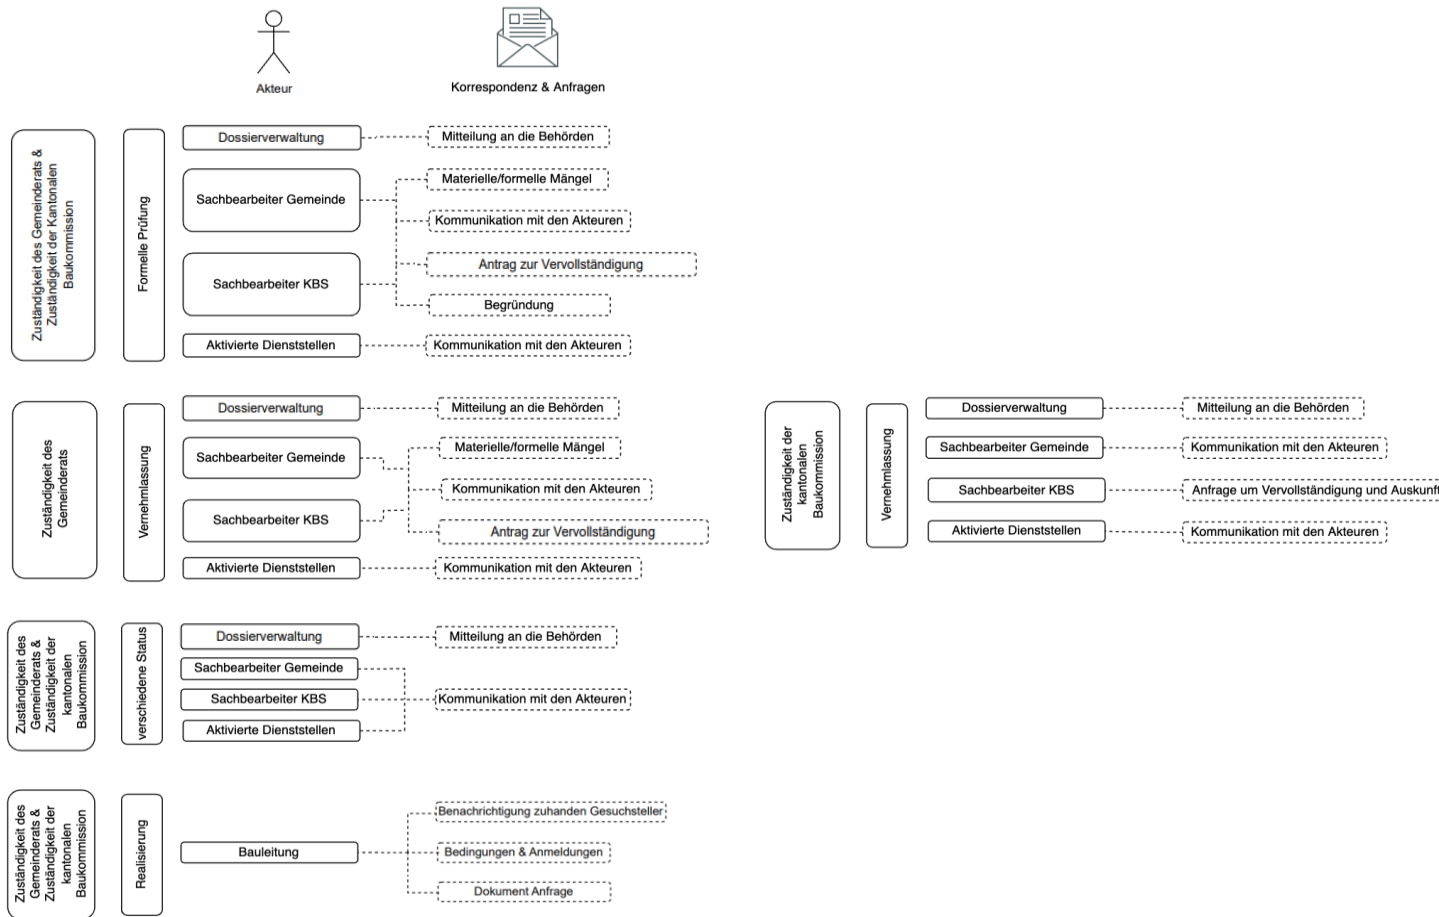 Akteur
Korrespondenz & Anfragen
Zuständigkeit des Gemeinderats &
Zuständigkeit der Kantonalen
Baukommission
Formelle Prüfung
Dossierverwaltung
Mitteilung an die Behörden
Sachbearbeiter Gemeinde
Materielle/formelle Mängel
Kommunikation mit den Akteuren
Sachbearbeiter KBS
Antrag zur Vervollständigung
Begründung
Aktivierte Dienststellen
Kommunikation mit den Akteuren
Zuständigkeit des
Gemeinderats
Vernehmlassung
Dossierverwaltung
Mitteilung an die Behörden
Sachbearbeiter Gemeinde
Materielle/formelle Mängel
Kommunikation mit den Akteuren
Sachbearbeiter KBS
Antrag zur Vervollständigung
Aktivierte Dienststellen
Kommunikation mit den Akteuren
Zuständigkeit der
kantonalen
Baukommission
Vernehmlassung
Dossierverwaltung
Mitteilung an die Behörden
Sachbearbeiter Gemeinde
Kommunikation mit den Akteuren
Sachbearbeiter KBS
Anfrage um Vervollständigung und Auskunft
Aktivierte Dienststellen
Kommunikation mit den Akteuren
Zuständigkeit des
Gemeinderats &
Zuständigkeit der
kantonalen
Baukommission
verschiedene Status
Dossierverwaltung
Mitteilung an die Behörden
Sachbearbeiter Gemeinde
Sachbearbeiter KBS
Kommunikation mit den Akteuren
Aktivierte Dienststellen
Zuständigkeit des
Gemeinderats &
Zuständigkeit der
kantonalen
Baukommission
Realisierung
Bauleitung
Benachrichtigung zuhanden Gesuchsteller
Bedingungen & Anmeldungen
Dokument Anfrage